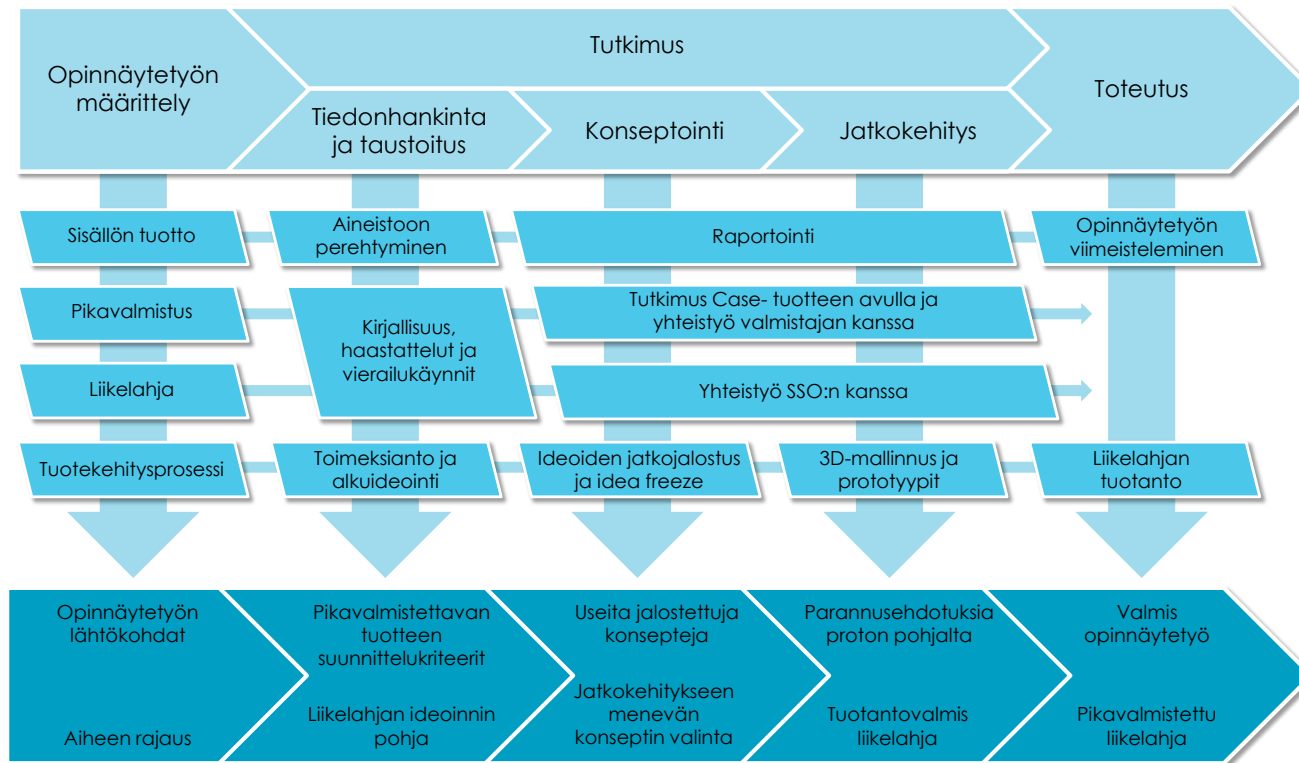 Tutkimus
Opinnäytetyön
määrittely
Toteutus
Tiedonhankinta
ja taustoitus
Konseptointi
Jatkokehitys
Sisällön tuotto
Aineistoon
perehtyminen
Raportointi
Opinnäytetyön
viimeisteleminen
Pikavalmistus
Kirjallisuus,
haastattelut ja
vierailukäynnit
Tutkimus Case- tuotteen avulla ja
yhteistyö valmistajan kanssa
Liikelahja
Yhteistyö SSO:n kanssa
Tuotekehitysprosessi
Toimeksianto ja
alkuideointi
Ideoiden jatkojalostus
ja idea freeze
3D-mallinnus ja
prototyypit
Liikelahjan
tuotanto
Opinnäytetyön
lähtökohdat
Aiheen rajaus
Pikavalmistettavan
tuotteen
suunnittelukriteerit
Liikelahjan ideoinnin
pohja
Useita jalostettuja
konsepteja
Jatkokehitykseen
menevän
konseptin valinta
Parannusehdotuksia
proton pohjalta
Tuotantovalmis
liikelahja
Valmis
opinnäytetyö
Pikavalmistettu
liikelahja